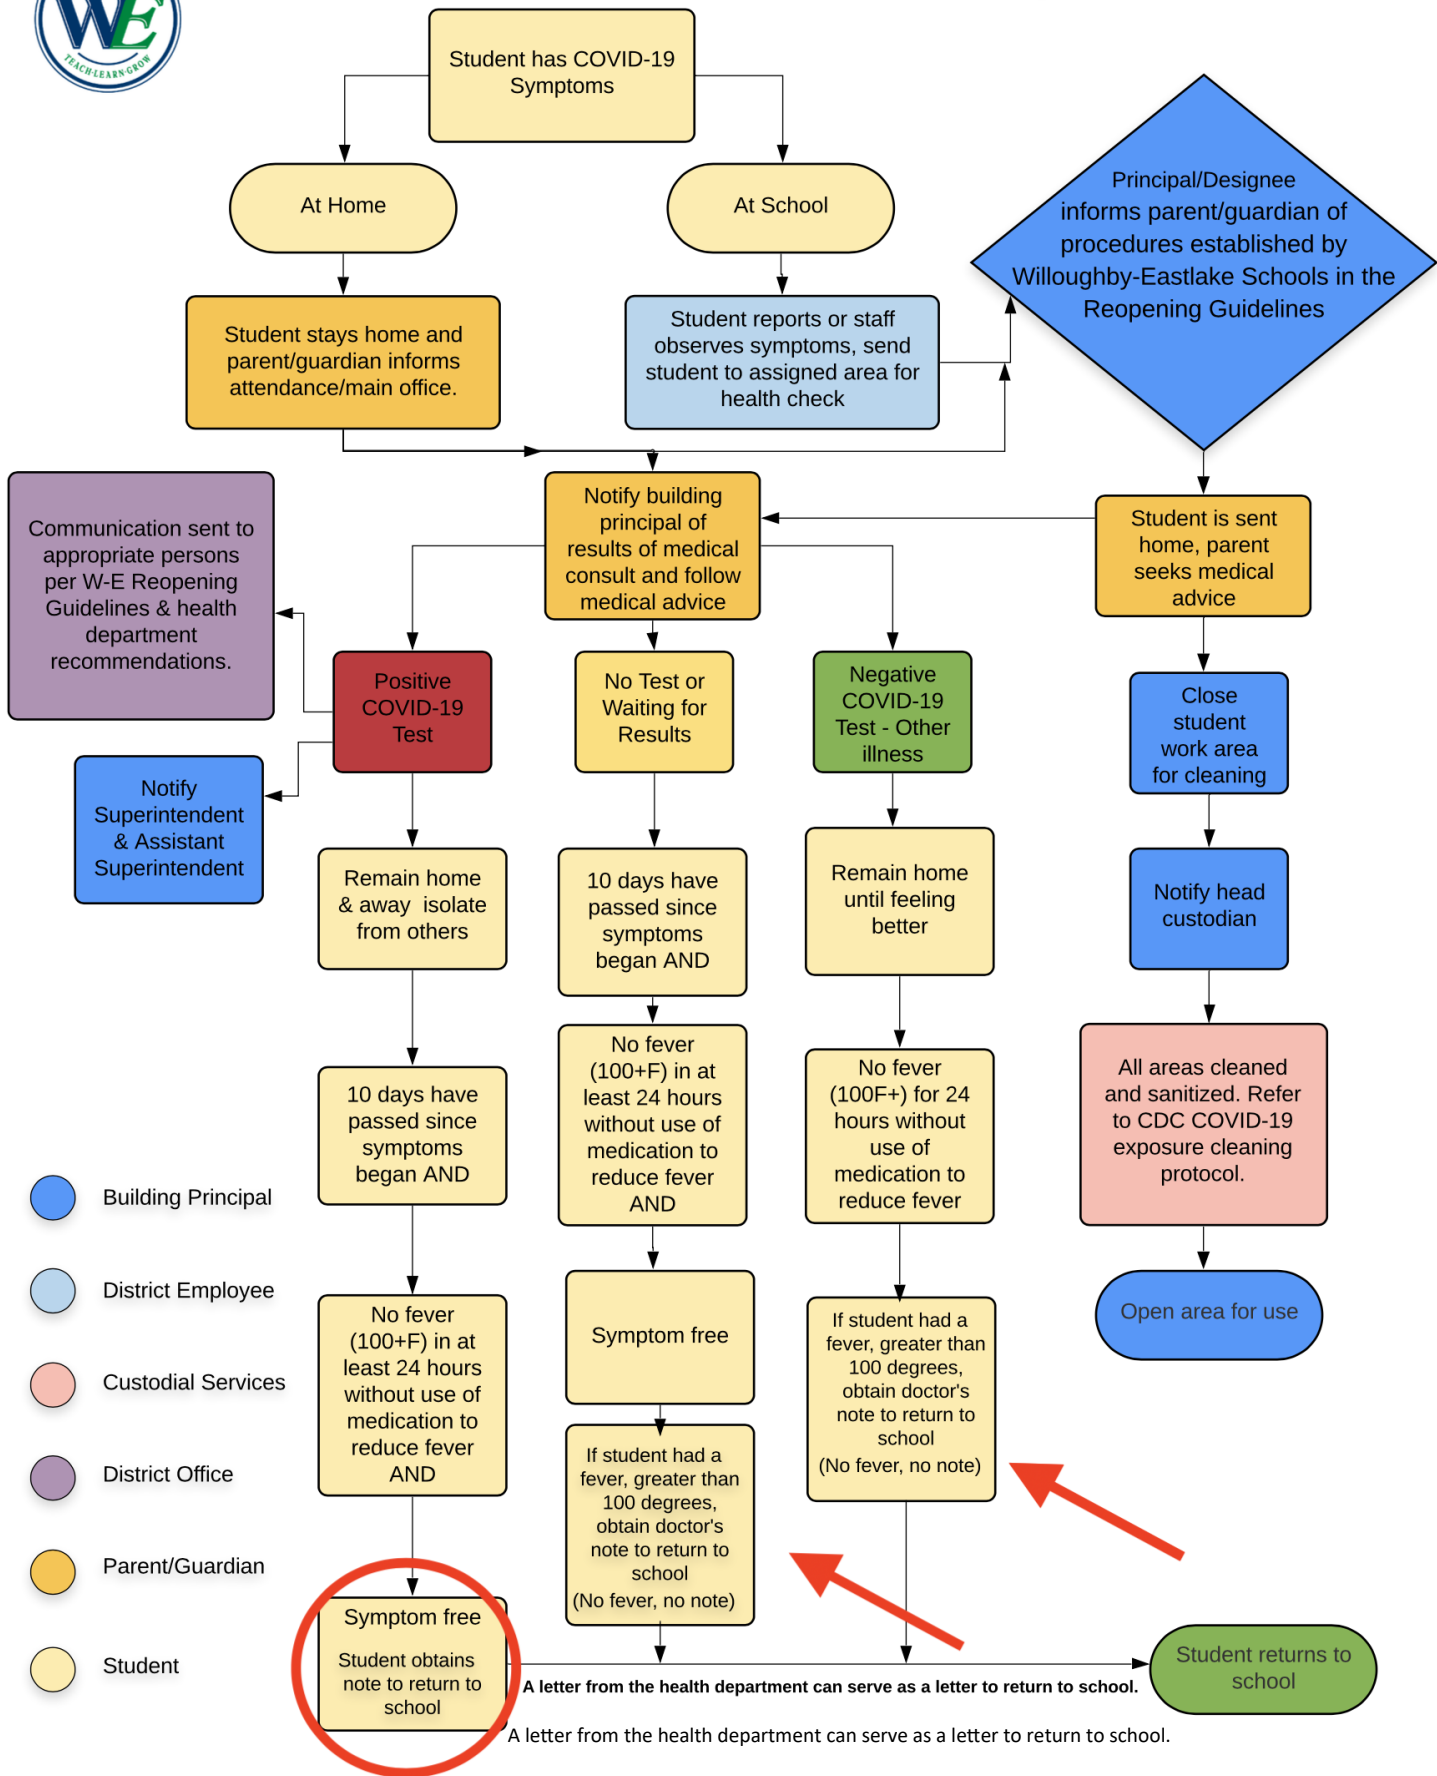 WE
TEACH·LEARN·GROW
Student has COVID-19
Symptoms
At Home
At School
Principal/Designee
informs parent/guardian of
procedures established by
Willoughby-Eastlake Schools in the
Reopening Guidelines
Student stays home and
parent/guardian informs
attendance/main office.
Student reports or staff
observes symptoms, send
student to assigned area for
health check
Communication sent to
appropriate persons
per W-E Reopening
Guidelines & health
department
recommendations.
Notify building
principal of
results of medical
consult and follow
medical advice
Student is sent
home, parent
seeks medical
advice
Positive
COVID-19
Test
No Test or
Waiting for
Results
Negative
COVID-19
Test - Other
illness
Close
student
work area
for cleaning
Notify
Superintendent
& Assistant
Superintendent
Remain home
& away  isolate
from others
10 days have
passed since
symptoms
began AND
Remain home
until feeling
better
Notify head
custodian
10 days have
passed since
symptoms
began AND
No fever
(100+F) in at
least 24 hours
without use of
medication to
reduce fever
AND
No fever
(100F+) for 24
hours without
use of
medication to
reduce fever
All areas cleaned
and sanitized. Refer
to CDC COVID-19
exposure cleaning
protocol.
Building Principal
District Employee
Custodial Services
District Office
Parent/Guardian
Student
No fever
(100+F) in at
least 24 hours
without use of
medication to
reduce fever
AND
Symptom free
If student had a
fever, greater than
100 degrees,
obtain doctor's
note to return to
school
(No fever, no note)
Open area for use
If student had a
fever, greater than
100 degrees,
obtain doctor's
note to return to
school
(No fever, no note)
Symptom free
Student obtains
note to return to
school
Student returns to
school
A letter from the health department can serve as a letter to return to school.
A letter from the health department can serve as a letter to return to school.